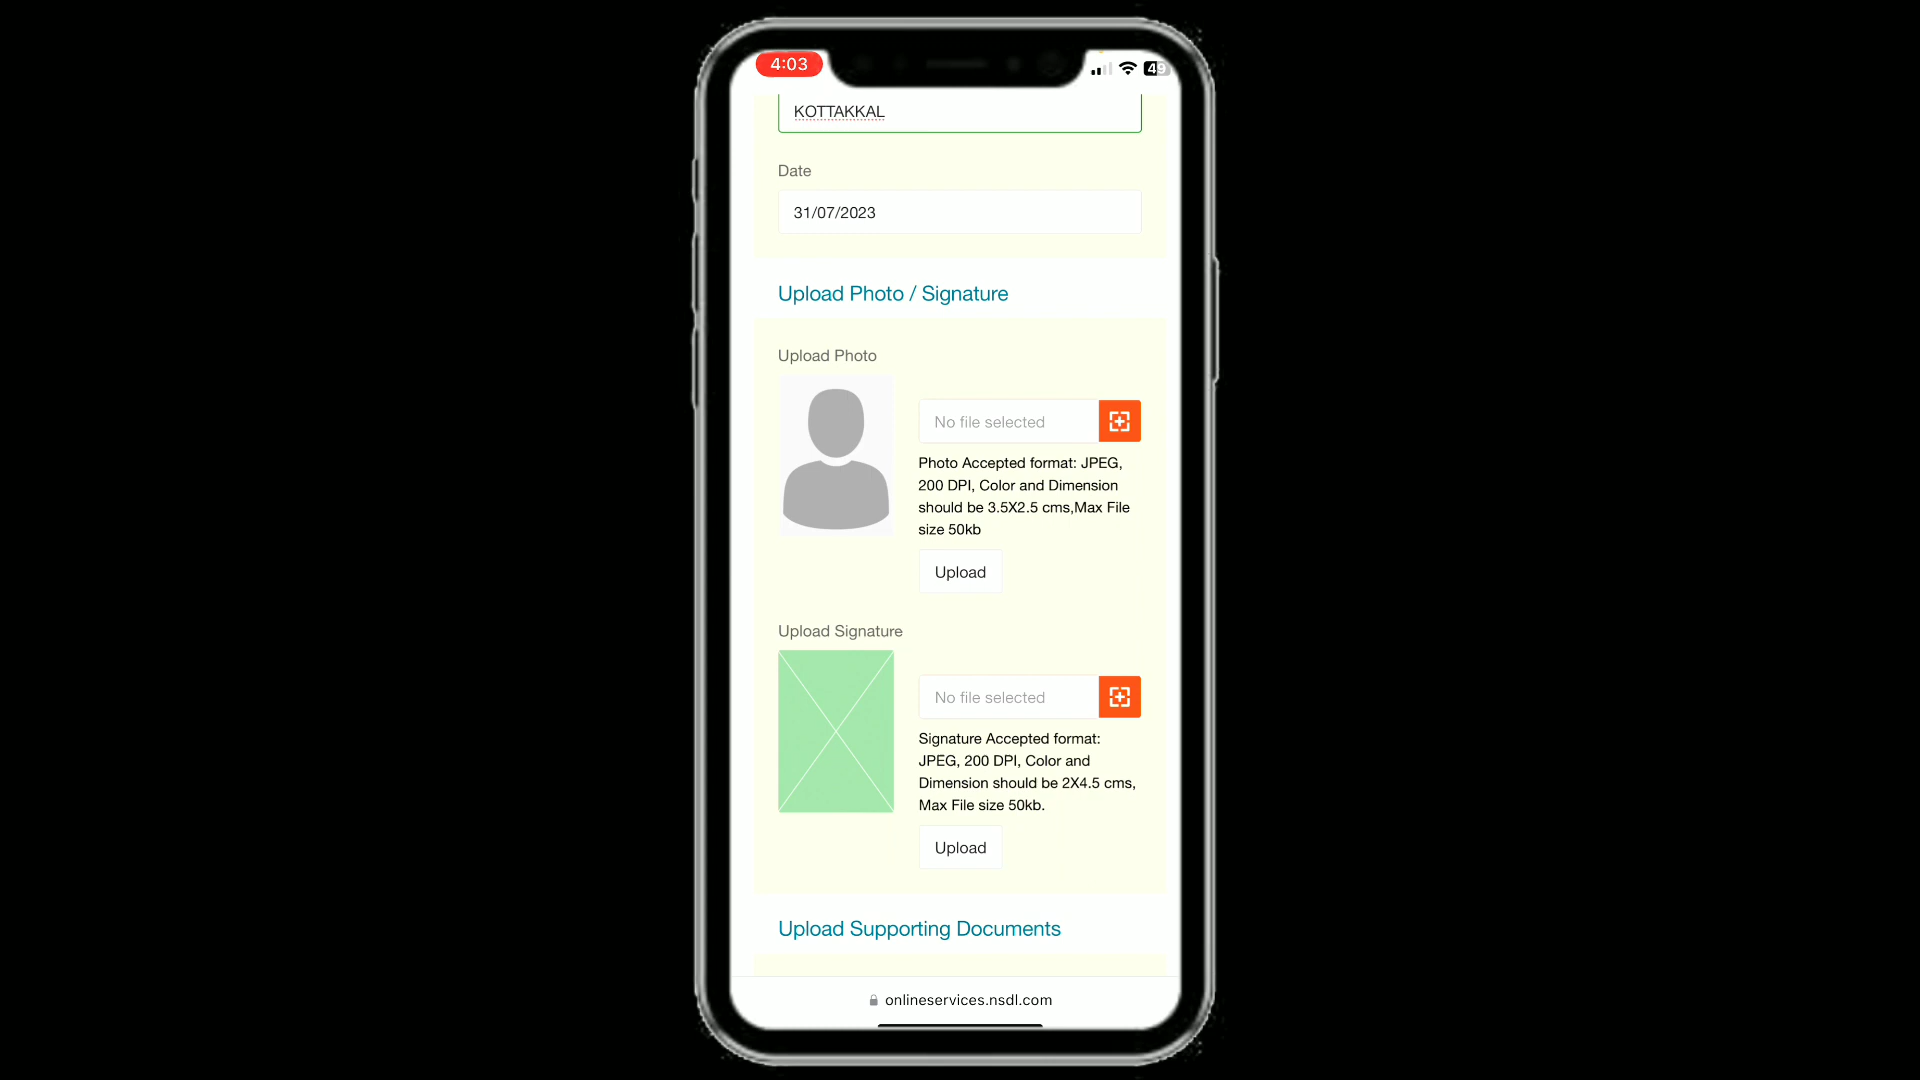 4:03
49
KOTTAKKAL
Date
31/07/2023
Upload Photo / Signature
Upload Photo
No file selected
Photo Accepted format: JPEG,
200 DPI, Color and Dimension
should be 3.5X2.5 cms,Max File
size 50kb
Upload
Upload Signature
No file selected
Signature Accepted format:
JPEG, 200 DPI, Color and
Dimension should be 2X4.5 cms,
Max File size 50kb.
Upload
Upload Supporting Documents
onlineservices.nsdl.com